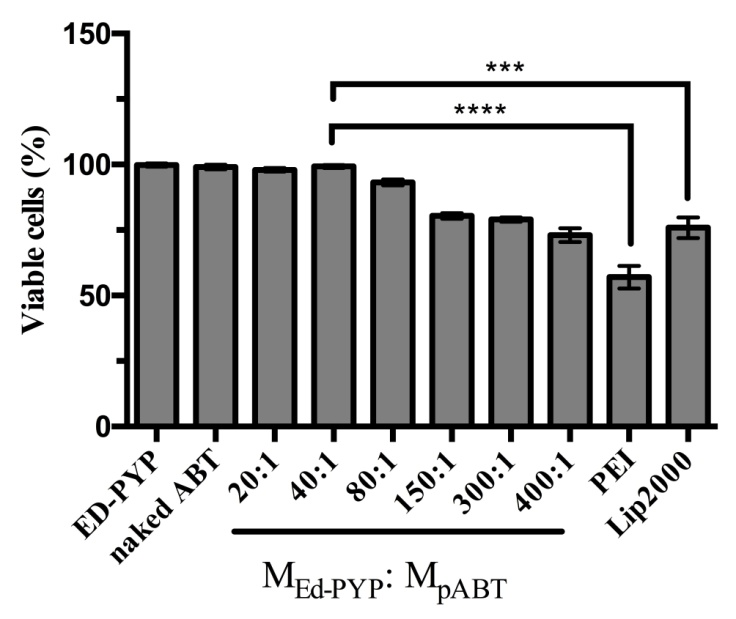 150
100
50
0
Viable cells (%)
***
****
ED-PYP
naked ABT
20:1
40:1
80:1
150:1
300:1
400:1
PEI
Lip2000
MEd-PYP: MpABT